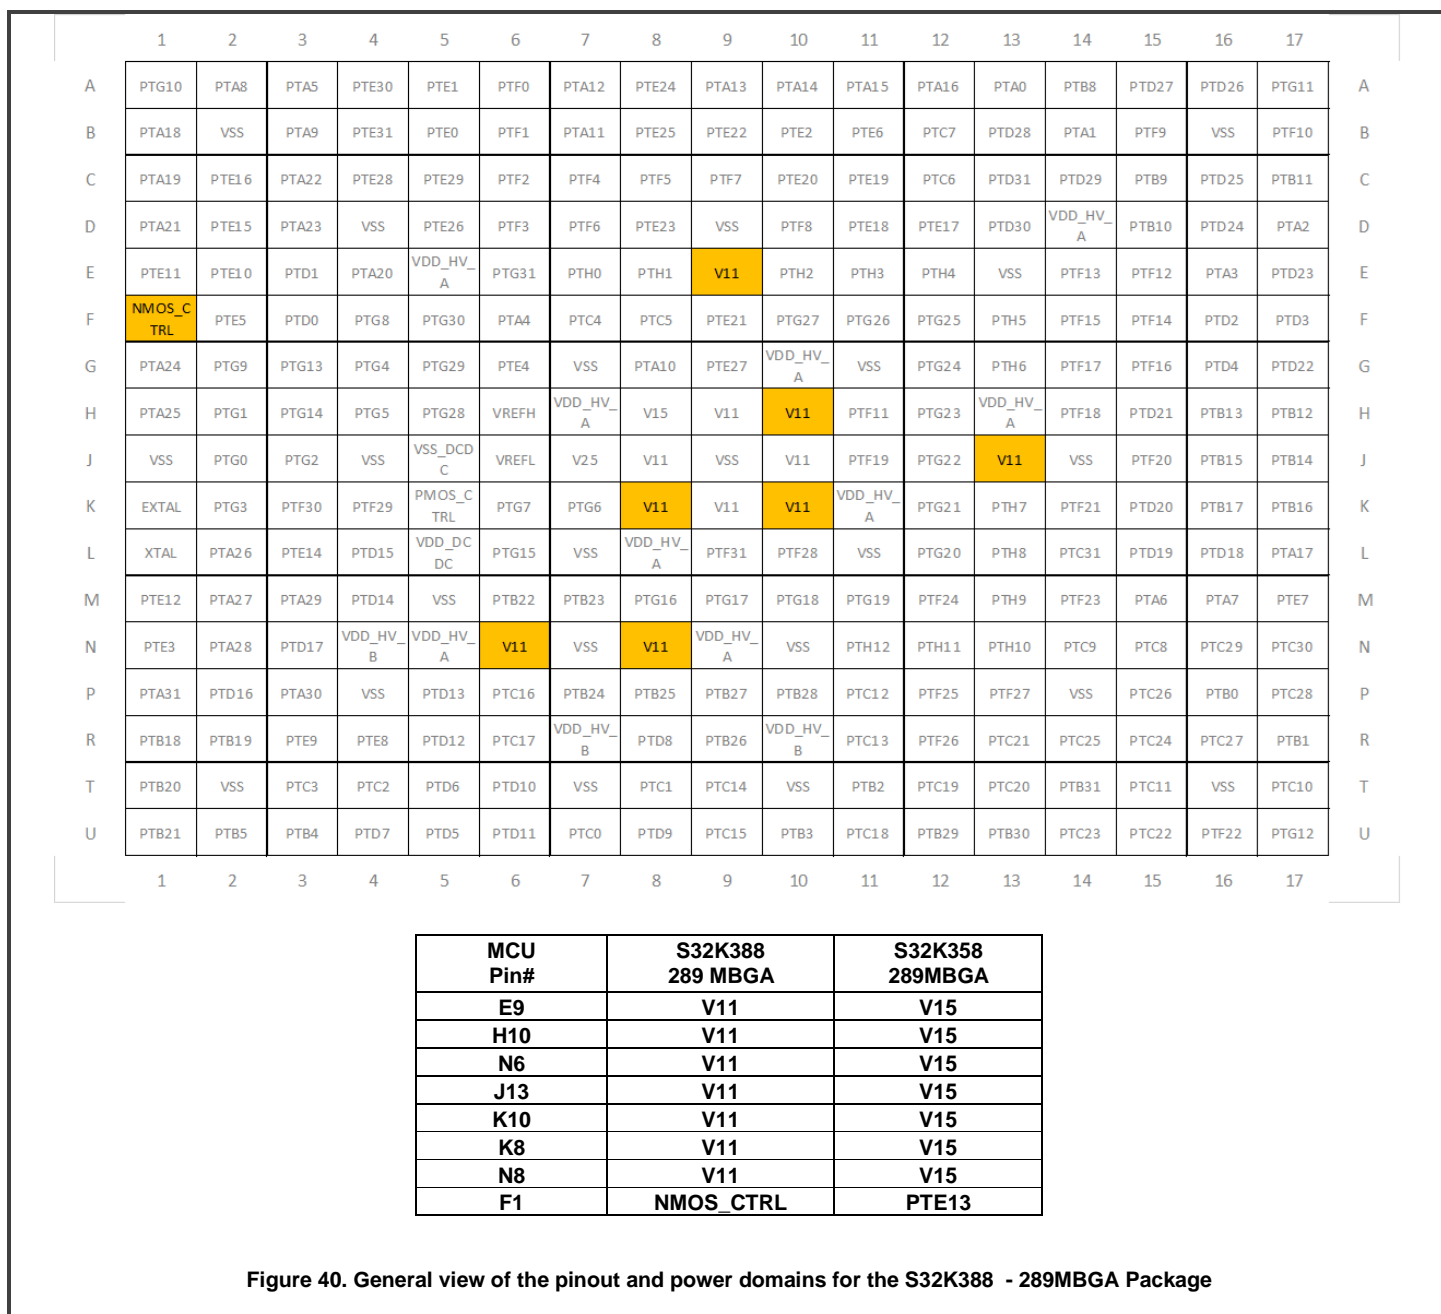 1 2 3 4 5 6 7 8 9 10 11 12 13 14 15 16 17
A PTG10 PTA8 PTA5 PTE30 PTE1 PTF0 PTA12 PTE24 PTA13 PTA14 PTA15 PTA16 PTA0 PTB8 PTD27 PTD26 PTG11 A
B PTA18 VSS PTA9 PTE31 PTE0 PTF1 PTA11 PTE25 PTE22 PTE2 PTE6 PTC7 PTD28 PTA1 PTF9 VSS PTF10 B
C PTA19 PTE16 PTA22 PTE28 PTE29 PTF2 PTF4 PTF5 PTF7 PTE20 PTE19 PTC6 PTD31 PTD29 PTB9 PTD25 PTB11 C
D PTA21 PTE15 PTA23 VSS PTE26 PTF3 PTF6 PTE23 VSS PTF8 PTE18 PTE17 PTD30 VDD_HV_A PTB10 PTD24 PTA2 D
E PTE11 PTE10 PTD1 PTA20 VDD_HV_A PTG31 PTH0 PTH1 V11 PTH2 PTH3 PTH4 VSS PTF13 PTF12 PTA3 PTD23 E
F NMOS_CTRL PTE5 PTD0 PTG8 PTG30 PTA4 PTC4 PTC5 PTE21 PTG27 PTG26 PTG25 PTH5 PTF15 PTF14 PTD2 PTD3 F
G PTA24 PTG9 PTG13 PTG4 PTG29 PTE4 VSS PTA10 PTE27 VDD_HV_A VSS PTG24 PTH6 PTF17 PTF16 PTD4 PTD22 G
H PTA25 PTG1 PTG14 PTG5 PTG28 VREFH VDD_HV_A V15 V11 V11 PTF11 PTG23 VDD_HV_A PTF18 PTD21 PTB13 PTB12 H
J VSS PTG0 PTG2 VSS VSS_DCDC VREFL V25 V11 VSS V11 PTF19 PTG22 V11 VSS PTF20 PTB15 PTB14 J
K EXTAL PTG3 PTF30 PTF29 PMOS_CTRL PTG7 PTG6 V11 V11 V11 VDD_HV_A PTG21 PTH7 PTF21 PTD20 PTB17 PTB16 K
L XTAL PTA26 PTE14 PTD15 VDD_DCDC PTG15 VSS VDD_HV_A PTF31 PTF28 VSS PTG20 PTH8 PTC31 PTD19 PTD18 PTA17 L
M PTE12 PTA27 PTA29 PTD14 VSS PTB22 PTB23 PTG16 PTG17 PTG18 PTG19 PTF24 PTH9 PTF23 PTA6 PTA7 PTE7 M
N PTE3 PTA28 PTD17 VDD_HV_B VDD_HV_A V11 VSS V11 VDD_HV_A VSS PTH12 PTH11 PTH10 PTC9 PTC8 PTC29 PTC30 N
P PTA31 PTD16 PTA30 VSS PTD13 PTC16 PTB24 PTB25 PTB27 PTB28 PTC12 PTF25 PTF27 VSS PTC26 PTB0 PTC28 P
R PTB18 PTB19 PTE9 PTE8 PTD12 PTC17 VDD_HV_B PTD8 PTB26 VDD_HV_B PTC13 PTF26 PTC21 PTC25 PTC24 PTC27 PTB1 R
T PTB20 VSS PTC3 PTC2 PTD6 PTD10 VSS PTC1 PTC14 VSS PTB2 PTC19 PTC20 PTB31 PTC11 VSS PTC10 T
U PTB21 PTB5 PTB4 PTD7 PTD5 PTD11 PTC0 PTD9 PTC15 PTB3 PTC18 PTB29 PTB30 PTC23 PTC22 PTF22 PTG12 U
1 2 3 4 5 6 7 8 9 10 11 12 13 14 15 16 17
MCU S32K388 S32K358
Pin# 289 MBGA 289MBGA
E9 V11 V15
H10 V11 V15
N6 V11 V15
J13 V11 V15
K10 V11 V15
K8 V11 V15
N8 V11 V15
F1 NMOS_CTRL PTE13
Figure 40. General view of the pinout and power domains for the S32K388 - 289MBGA Package